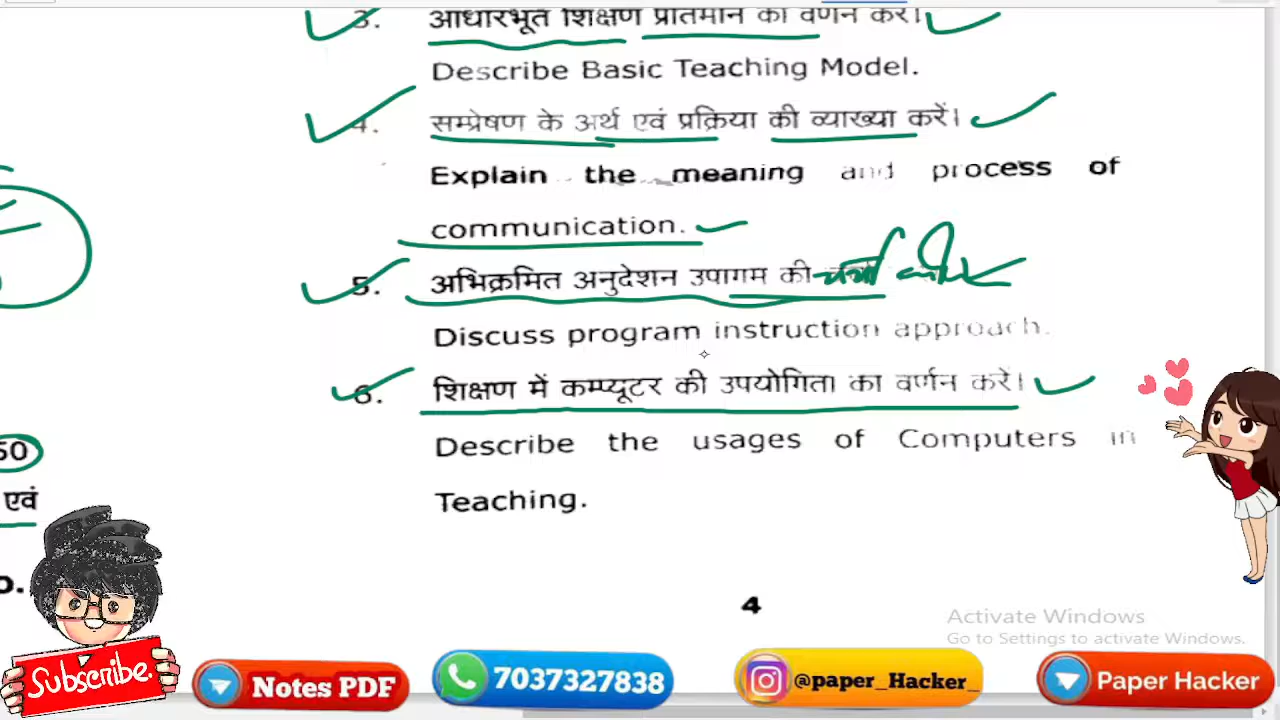 3. आधारभूत शिक्षण प्रतिमान का वर्णन करें।
Describe Basic Teaching Model.
4. सम्प्रेषण के अर्थ एवं प्रक्रिया की व्याख्या करें।
Explain the meaning and process of
communication.
5. अभिक्रमित अनुदेशन उपागम की चर्चा करें
Discuss program instruction approach.
6. शिक्षण में कम्प्यूटर की उपयोगिता का वर्णन करें।
Describe the usages of Computers in
Teaching.
50
एवं
4
Activate Windows
Go to Settings to activate Windows.
Subscribe.
Notes PDF
7037327838
@paper_Hacker_
Paper Hacker